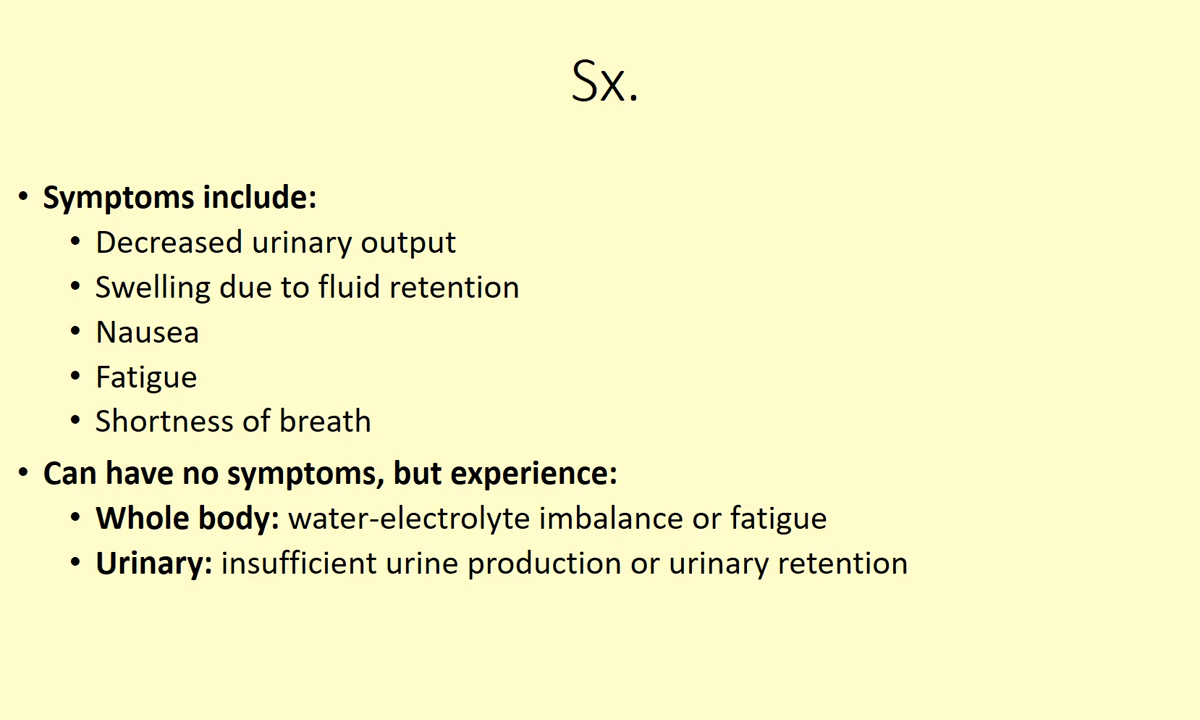 Sx.
• Symptoms include:
• Decreased urinary output
• Swelling due to fluid retention
• Nausea
• Fatigue
• Shortness of breath
• Can have no symptoms, but experience:
• Whole body: water-electrolyte imbalance or fatigue
• Urinary: insufficient urine production or urinary retention